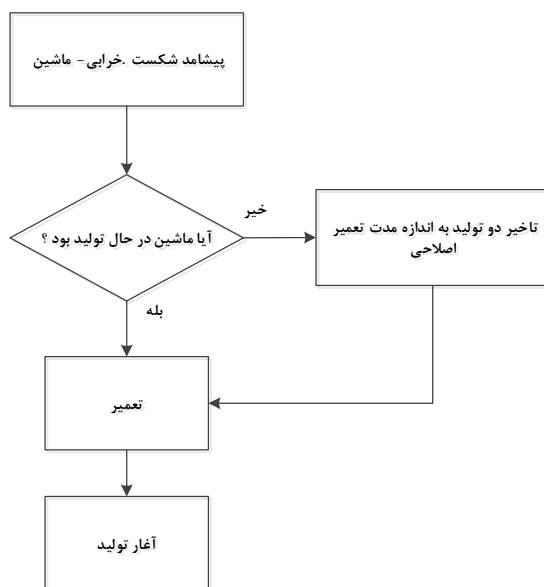 پیشامد شکست .خرابی- ماشین
آیا ماشین در حال تولید بود ؟
خیر
تاخیر دو تولید به اندازه مدت تعمیر
اصلاحی
بله
تعمیر
آغار تولید